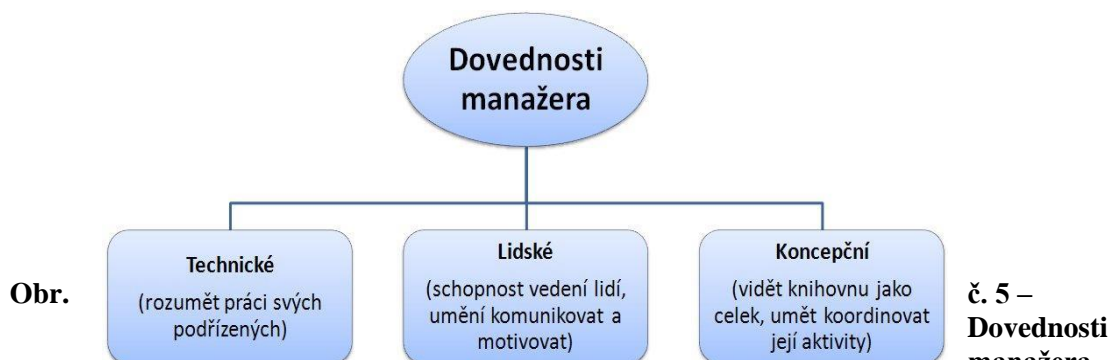 Dovednosti
manažera
Technické
(rozumět práci svých
podřízených)
Lidské
(schopnost vedení lidí,
umění komunikovat a
motivovat)
Koncepční
(vidět knihovnu jako
celek, umět koordinovat
její aktivity)
Obr.
č. 5 –
Dovednosti
manažera